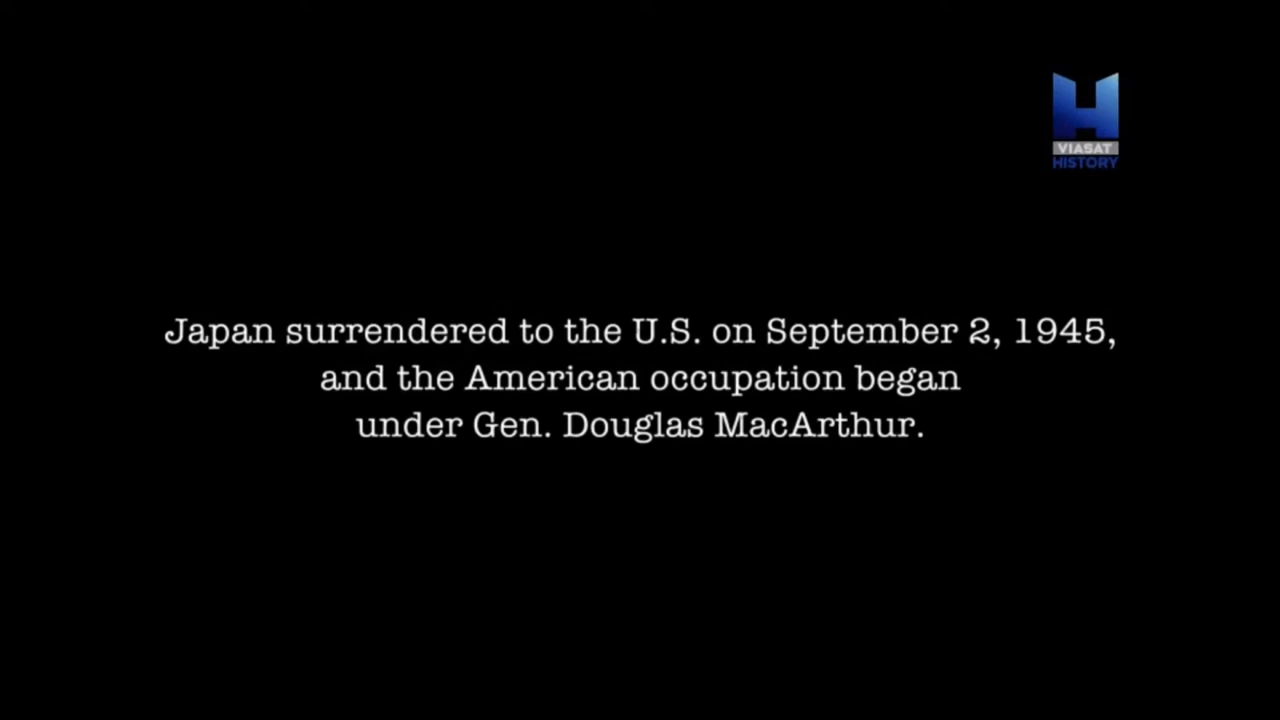 VIASAT
HISTORY
Japan surrendered to the U.S. on September 2, 1945,
and the American occupation began
under Gen. Douglas MacArthur.